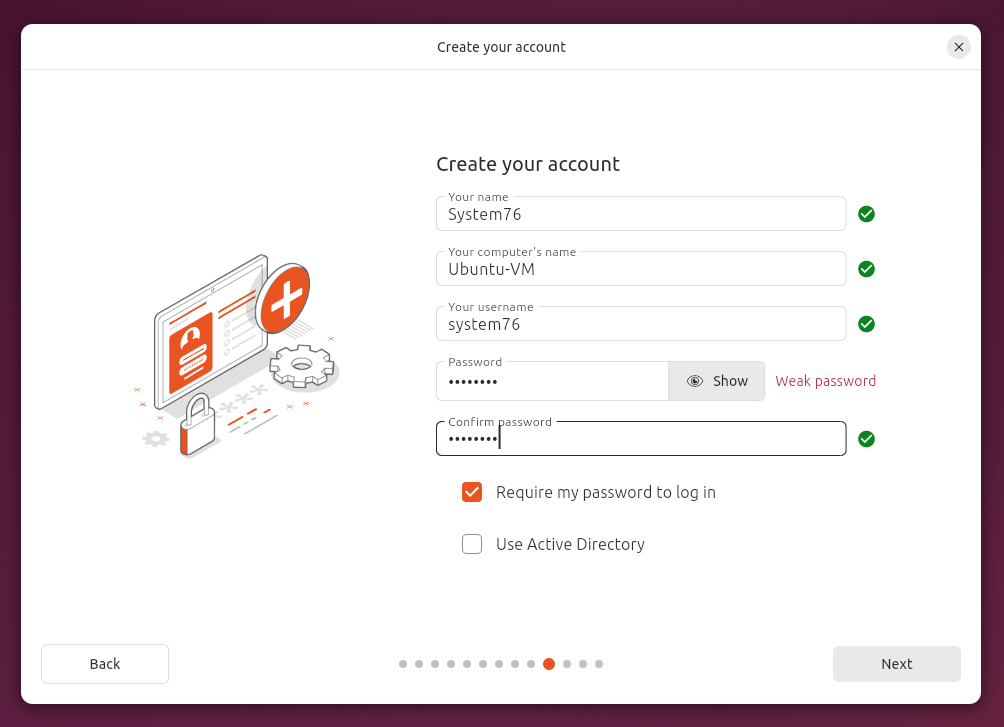 Create your account
Create your account
Your name
System76
Your computer's name
Ubuntu-VM
Your username
system76
Password
•••••••• Show Weak password
Confirm password
••••••••
Require my password to log in
Use Active Directory
Back Next